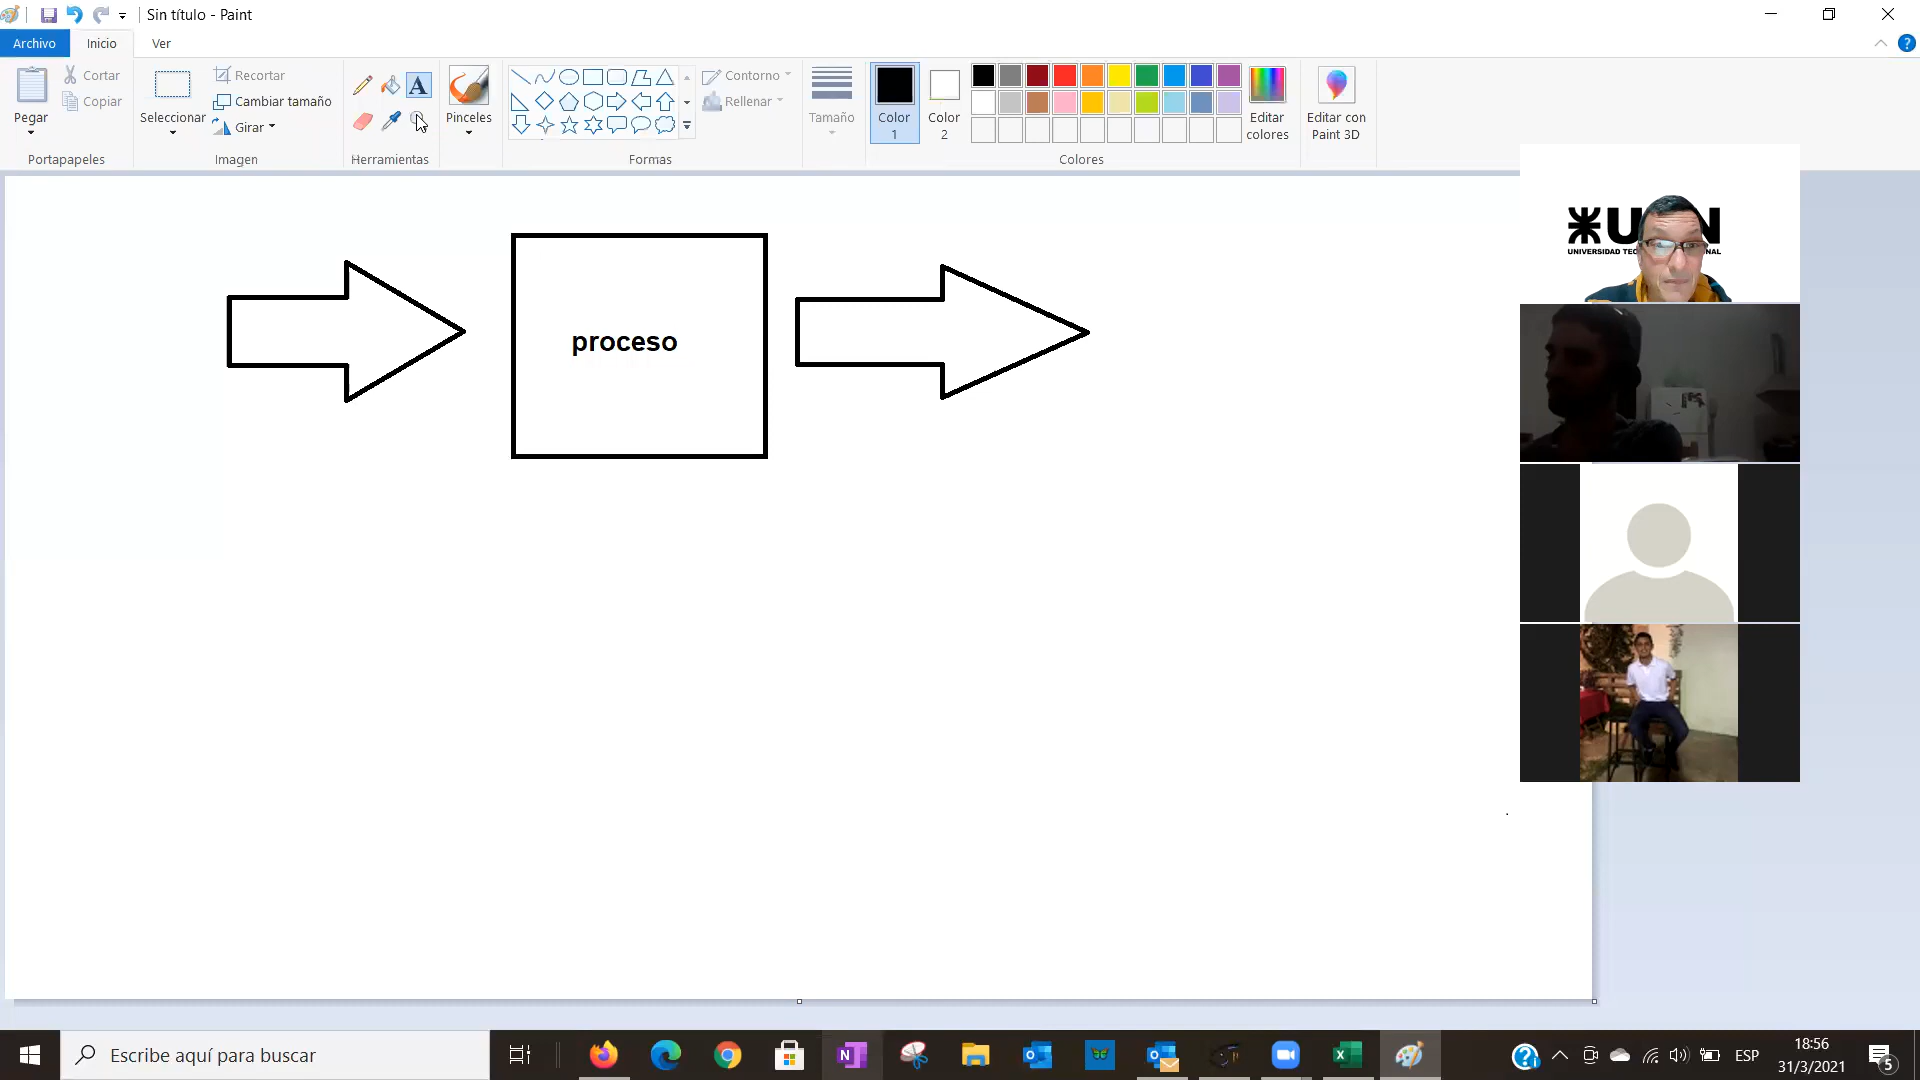 Sin título - Paint
Archivo
Inicio
Ver
Pegar
Cortar
Copiar
Portapapeles
Seleccionar
Recortar
Cambiar tamaño
Girar
Imagen
A
Herramientas
Pinceles
Formas
Contorno
Rellenar
Tamaño
Color
1
Color
2
Colores
Editar
colores
Editar con
Paint 3D
proceso
Escribe aquí para buscar
ESP
18:56
31/3/2021
5